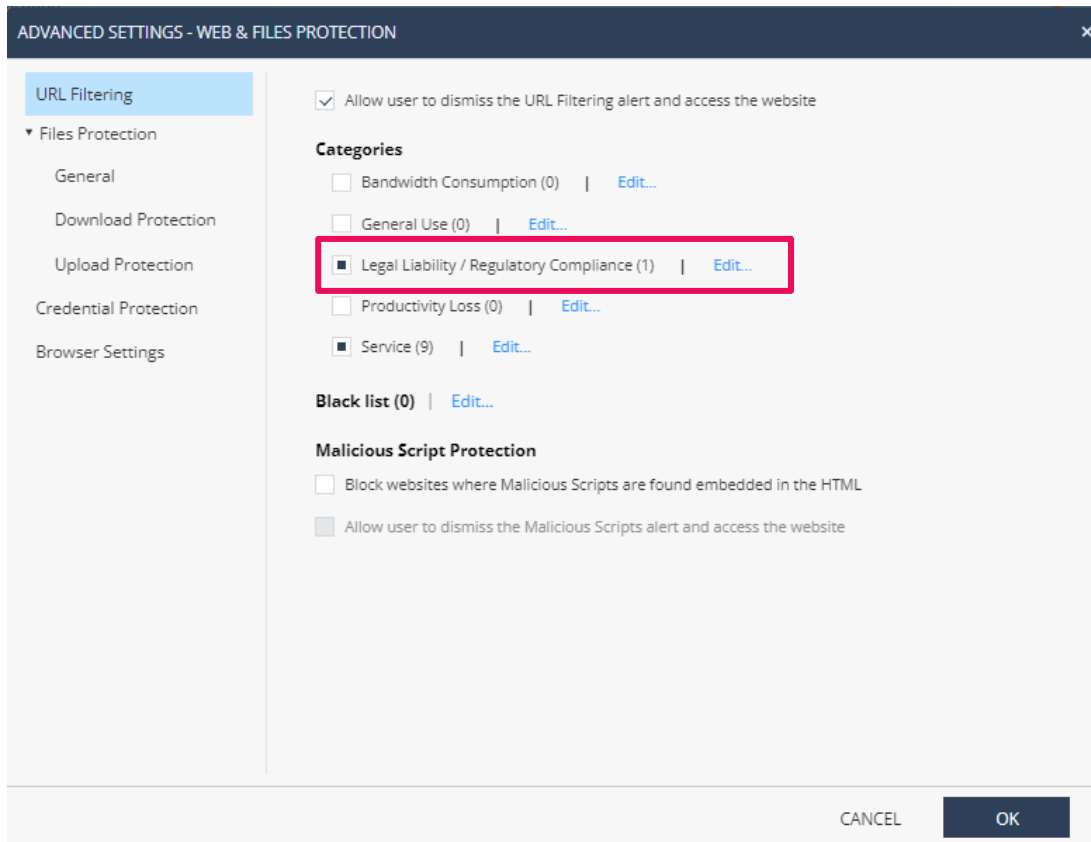 ADVANCED SETTINGS - WEB & FILES PROTECTION
URL Filtering
Files Protection
General
Download Protection
Upload Protection
Credential Protection
Browser Settings
Allow user to dismiss the URL Filtering alert and access the website
Categories
Bandwidth Consumption (0) | Edit...
General Use (0) | Edit...
Legal Liability / Regulatory Compliance (1) | Edit...
Productivity Loss (0) | Edit...
Service (9) | Edit...
Black list (0) | Edit...
Malicious Script Protection
Block websites where Malicious Scripts are found embedded in the HTML
Allow user to dismiss the Malicious Scripts alert and access the website
CANCEL
OK